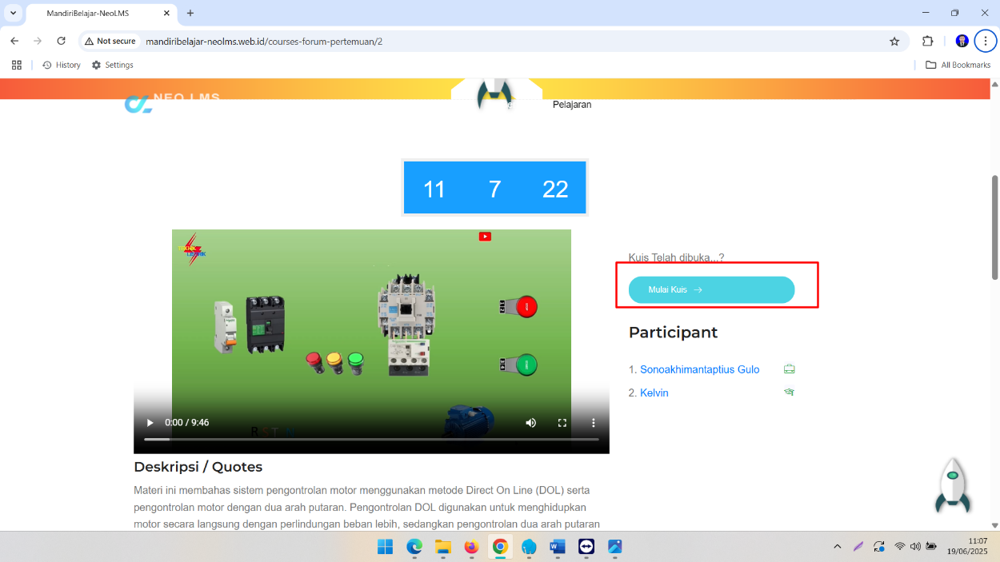 MandiriBelajar-NeoLMS
Not secure
mandiribelajar-neolms.web.id/courses-forum-pertemuan/2
History
Settings
All Bookmarks
NEO LMS
Pelajaran
11 7 22
Kuis Telah dibuka...?
Mulai Kuis →
Participant
1. Sonoakhimantaptius Gulo
2. Kelvin
0:00 / 9:46
Deskripsi / Quotes
Materi ini membahas sistem pengontrolan motor menggunakan metode Direct On Line (DOL) serta
pengontrolan motor dengan dua arah putaran. Pengontrolan DOL digunakan untuk menghidupkan
motor secara langsung dengan perlindungan beban lebih, sedangkan pengontrolan dua arah putaran
11:07
19/06/2025